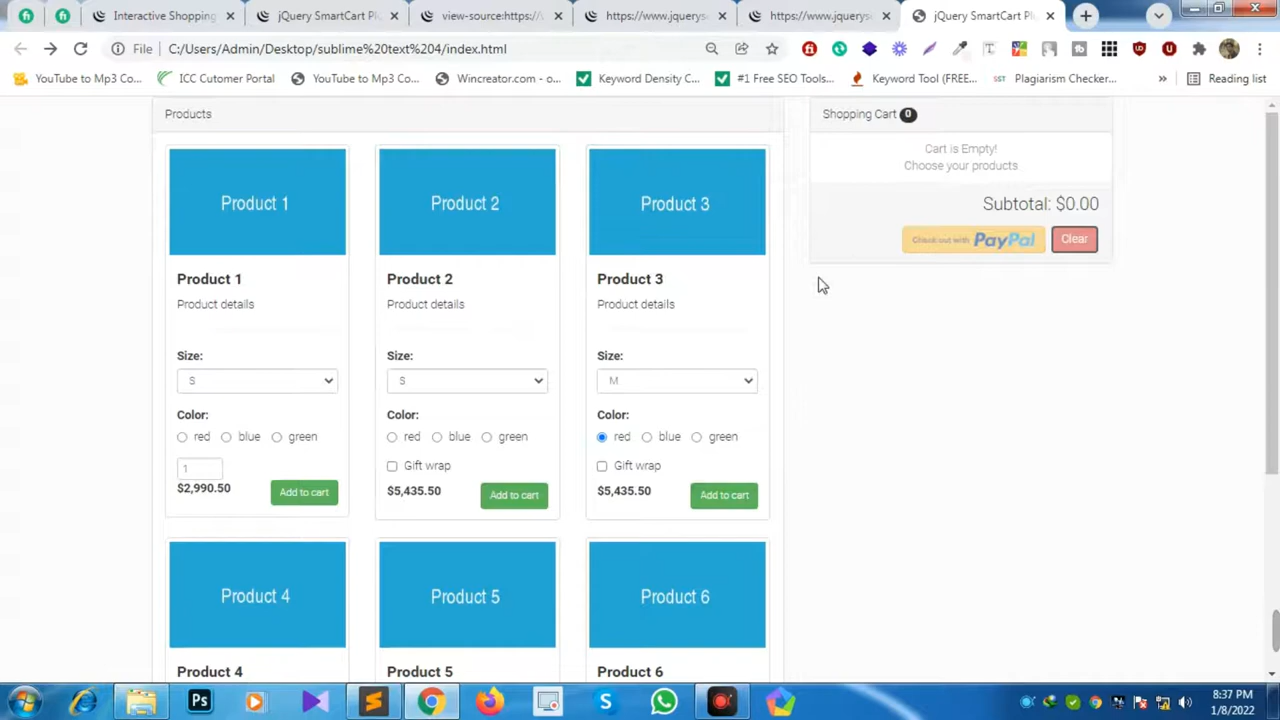 Interactive Shopping
jQuery SmartCart Pl
view-source:https:
https://www.jquerys
https://www.jquerys
jQuery SmartCart Pl
File
C:/Users/Admin/Desktop/sublime%20text%204/index.html
YouTube to Mp3 Co...
ICC Cutomer Portal
YouTube to Mp3 Co...
Wincreator.com - o...
Keyword Density C...
#1 Free SEO Tools...
Keyword Tool (FREE...
SST Plagiarism Checker...
»
Reading list
Products
Shopping Cart 0
Cart is Empty!
Choose your products
Subtotal: $0.00
Check out with PayPal
Clear
Product 1
Product 2
Product 3
Product 1
Product 2
Product 3
Product details
Product details
Product details
Size:
Size:
Size:
S
S
M
Color:
Color:
Color:
red blue green
red blue green
red blue green
1
Gift wrap
Gift wrap
$2,990.50
Add to cart
$5,435.50
Add to cart
$5,435.50
Add to cart
Product 4
Product 5
Product 6
Product 4
Product 5
Product 6
Ps
8:37 PM
1/8/2022